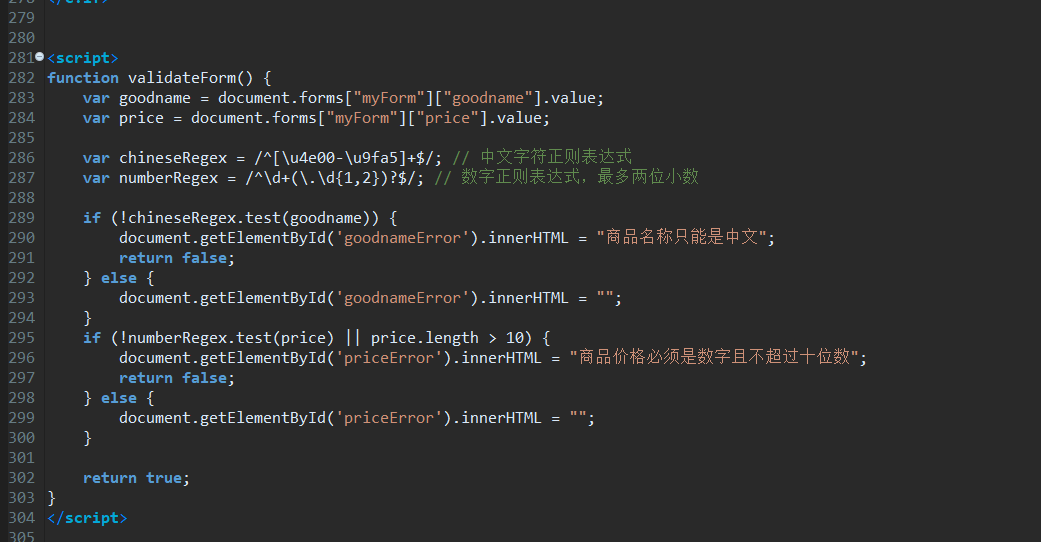 279
280
281 <script>
282 function validateForm() {
283     var goodname = document.forms["myForm"]["goodname"].value;
284     var price = document.forms["myForm"]["price"].value;
285
286     var chineseRegex = /^[\u4e00-\u9fa5]+$/; // 中文字符正则表达式
287     var numberRegex = /^\d+(\.\d{1,2})?$/; // 数字正则表达式，最多两位小数
288
289     if (!chineseRegex.test(goodname)) {
290         document.getElementById('goodnameError').innerHTML = "商品名称只能是中文";
291         return false;
292     } else {
293         document.getElementById('goodnameError').innerHTML = "";
294     }
295     if (!numberRegex.test(price) || price.length > 10) {
296         document.getElementById('priceError').innerHTML = "商品价格必须是数字且不超过十位数";
297         return false;
298     } else {
299         document.getElementById('priceError').innerHTML = "";
300     }
301
302     return true;
303 }
304 </script>
305